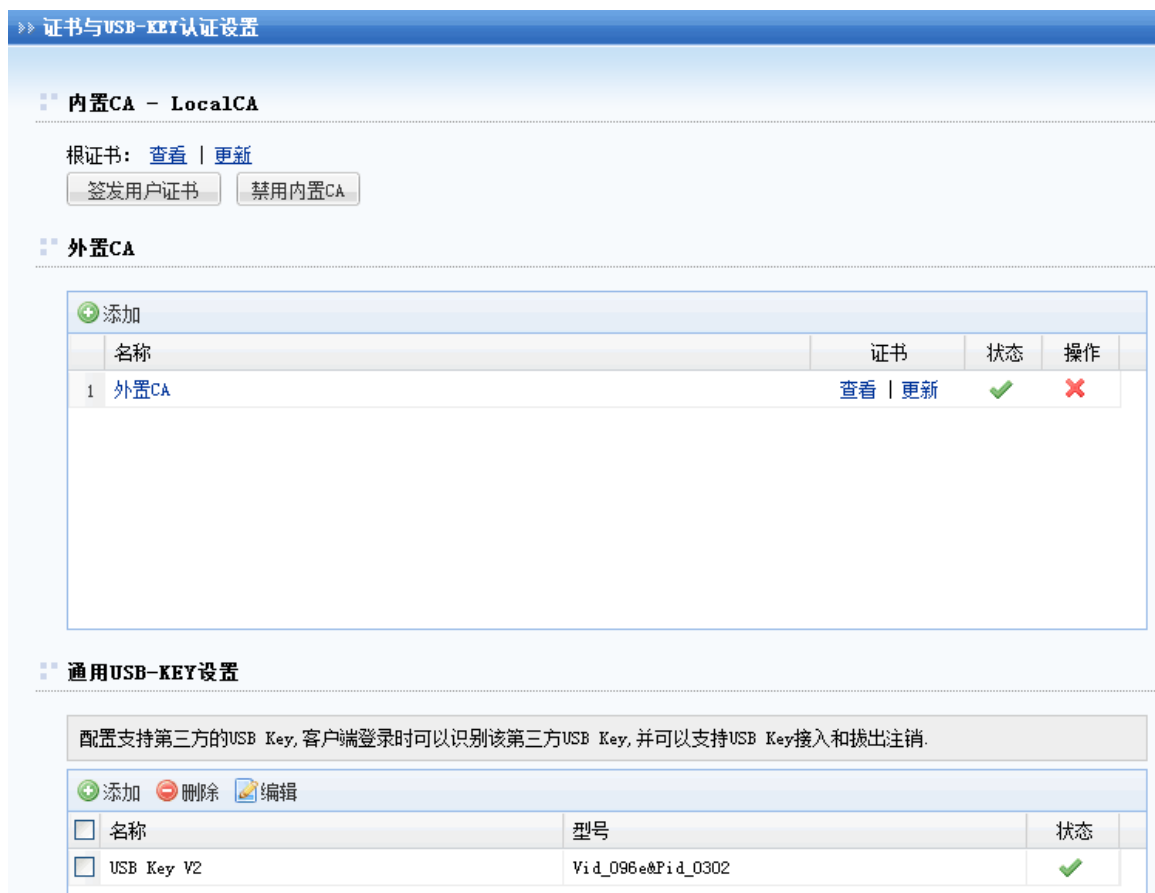 证书与USB-KEY认证设置
内置CA - LocalCA
根证书： 查看 | 更新
签发用户证书 禁用内置CA
外置CA
添加
名称 证书 状态 操作
1 外置CA 查看 | 更新
通用USB-KEY设置
配置支持第三方的USB Key,客户端登录时可以识别该第三方USB Key,并可以支持USB Key接入和拔出注销.
添加 删除 编辑
名称 型号 状态
USB Key V2 Vid_096e&Pid_0302